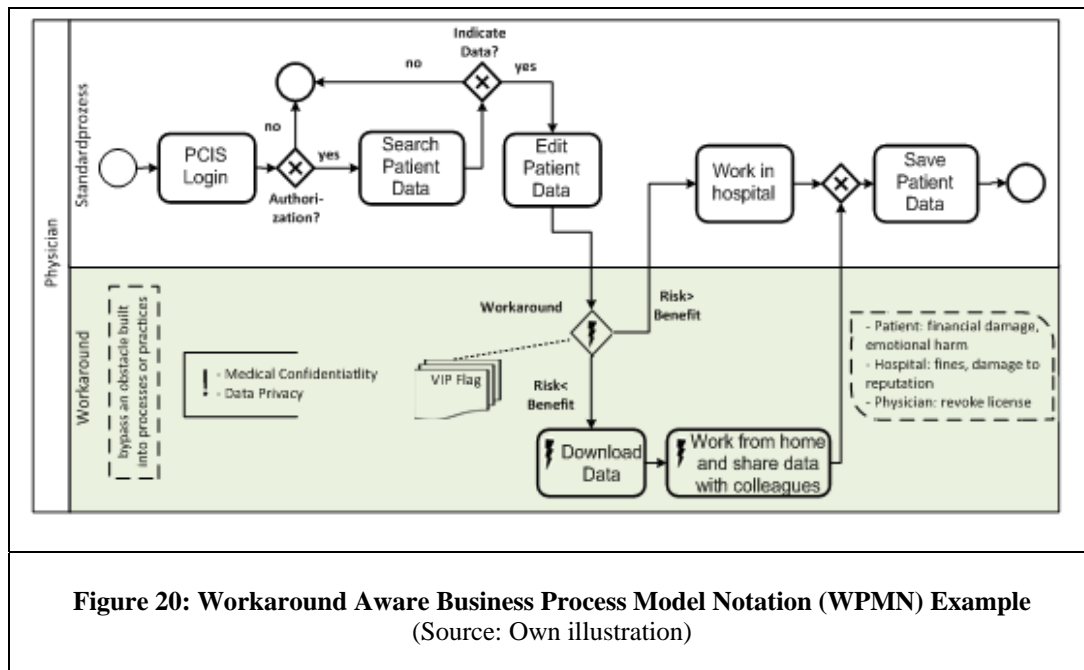 Physician
Standardprozess
Indicate
Data?
no
yes
no
PCIS
Login
yes
Authori-
zation?
Search
Patient
Data
Edit
Patient
Data
Work in
hospital
Save
Patient
Data
Workaround
bypass an obstacle built
into processes or practices
! - Medical Confidentiatlity
- Data Privacy
VIP Flag
Workaround
Risk>
Benefit
Risk<
Benefit
Download
Data
Work from home
and share data
with colleagues
- Patient: financial damage,
emotional harm
- Hospital: fines, damage to
reputation
- Physician: revoke license
Figure 20: Workaround Aware Business Process Model Notation (WPMN) Example
(Source: Own illustration)